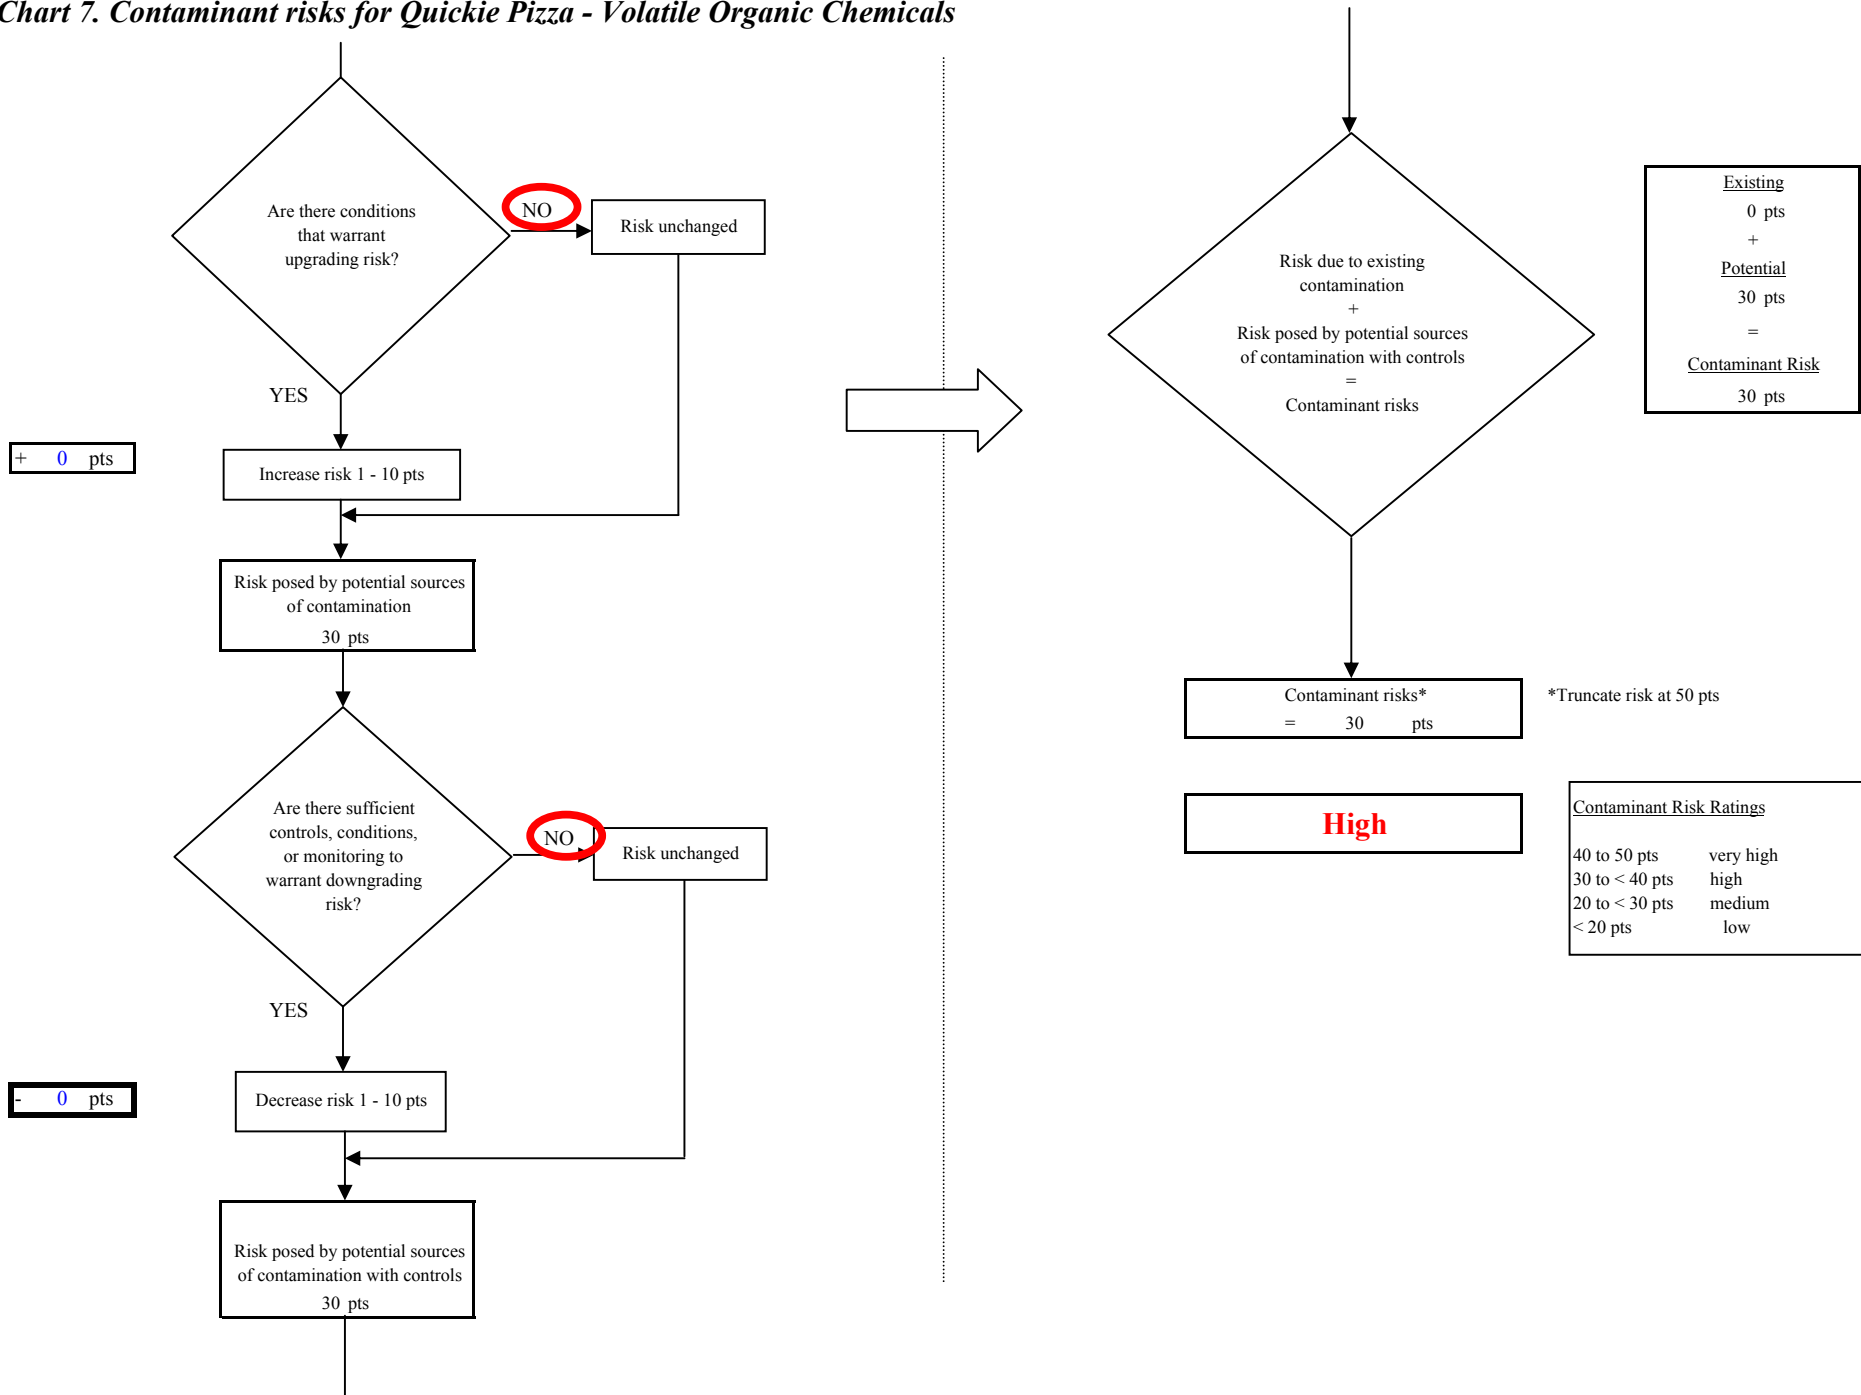 Chart 7. Contaminant risks for Quickie Pizza - Volatile Organic Chemicals
Are there conditions
that warrant
upgrading risk?
NO
Risk unchanged
YES
+ 0 pts
Increase risk 1 - 10 pts
Risk posed by potential sources
of contamination
30 pts
Are there sufficient
controls, conditions,
or monitoring to
warrant downgrading
risk?
NO
Risk unchanged
YES
- 0 pts
Decrease risk 1 - 10 pts
Risk posed by potential sources
of contamination with controls
30 pts
Risk due to existing
contamination
+
Risk posed by potential sources
of contamination with controls
=
Contaminant risks
Existing
0 pts
+
Potential
30 pts
=
Contaminant Risk
30 pts
Contaminant risks*
= 30 pts
*Truncate risk at 50 pts
High
Contaminant Risk Ratings
40 to 50 pts very high
30 to < 40 pts high
20 to < 30 pts medium
< 20 pts low